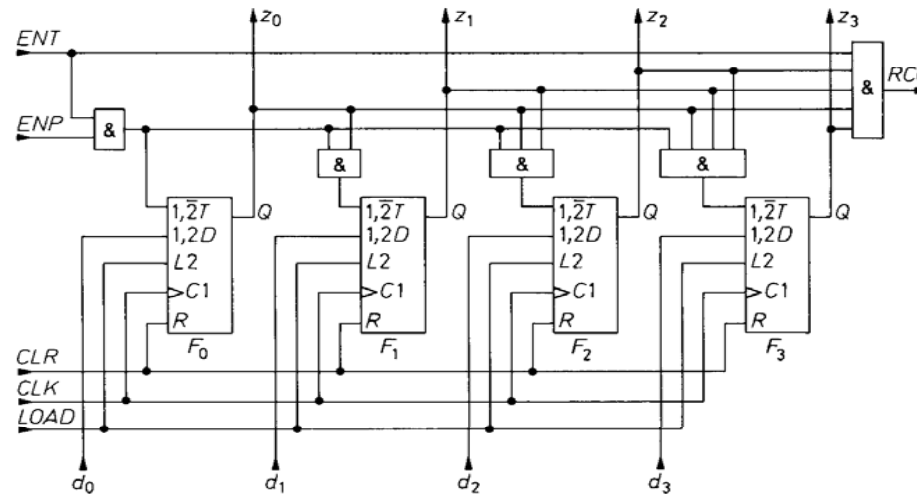 z₀ z₁ z₂ z₃
ENT
&
RC
ENP
&
& & &
1,2̅T Q 1,2̅T Q 1,2̅T Q 1,2̅T Q
1,2D 1,2D 1,2D 1,2D
L2 L2 L2 L2
C1 C1 C1 C1
R R R R
F₀ F₁ F₂ F₃
CLR
CLK
LOAD
d₀ d₁ d₂ d₃